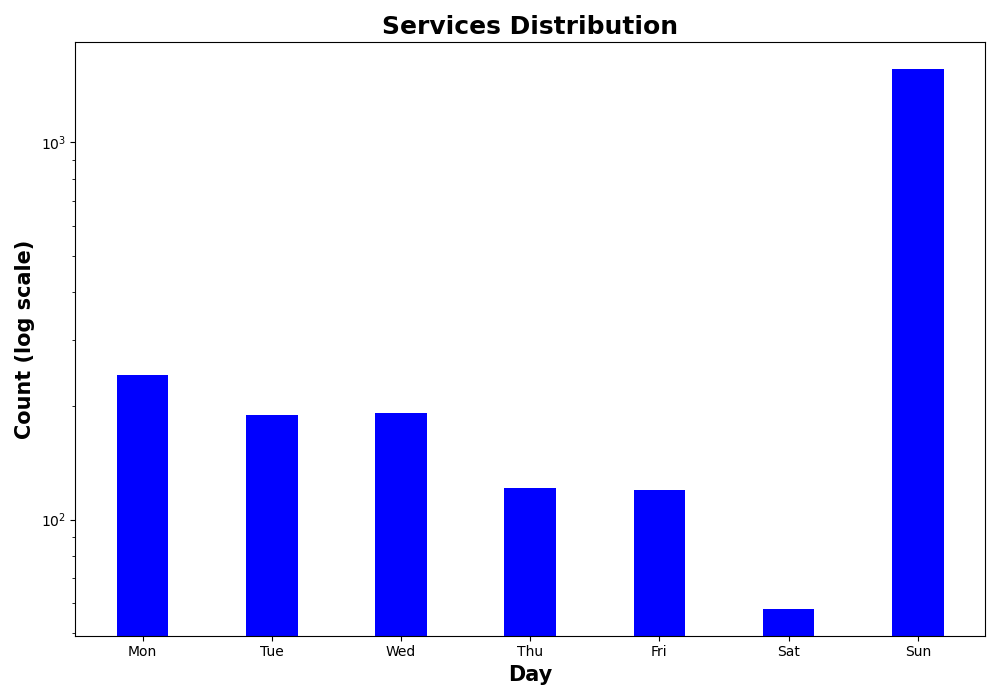 Services Distribution
Count (log scale)
10³
10²
Mon Tue Wed Thu Fri Sat Sun
Day